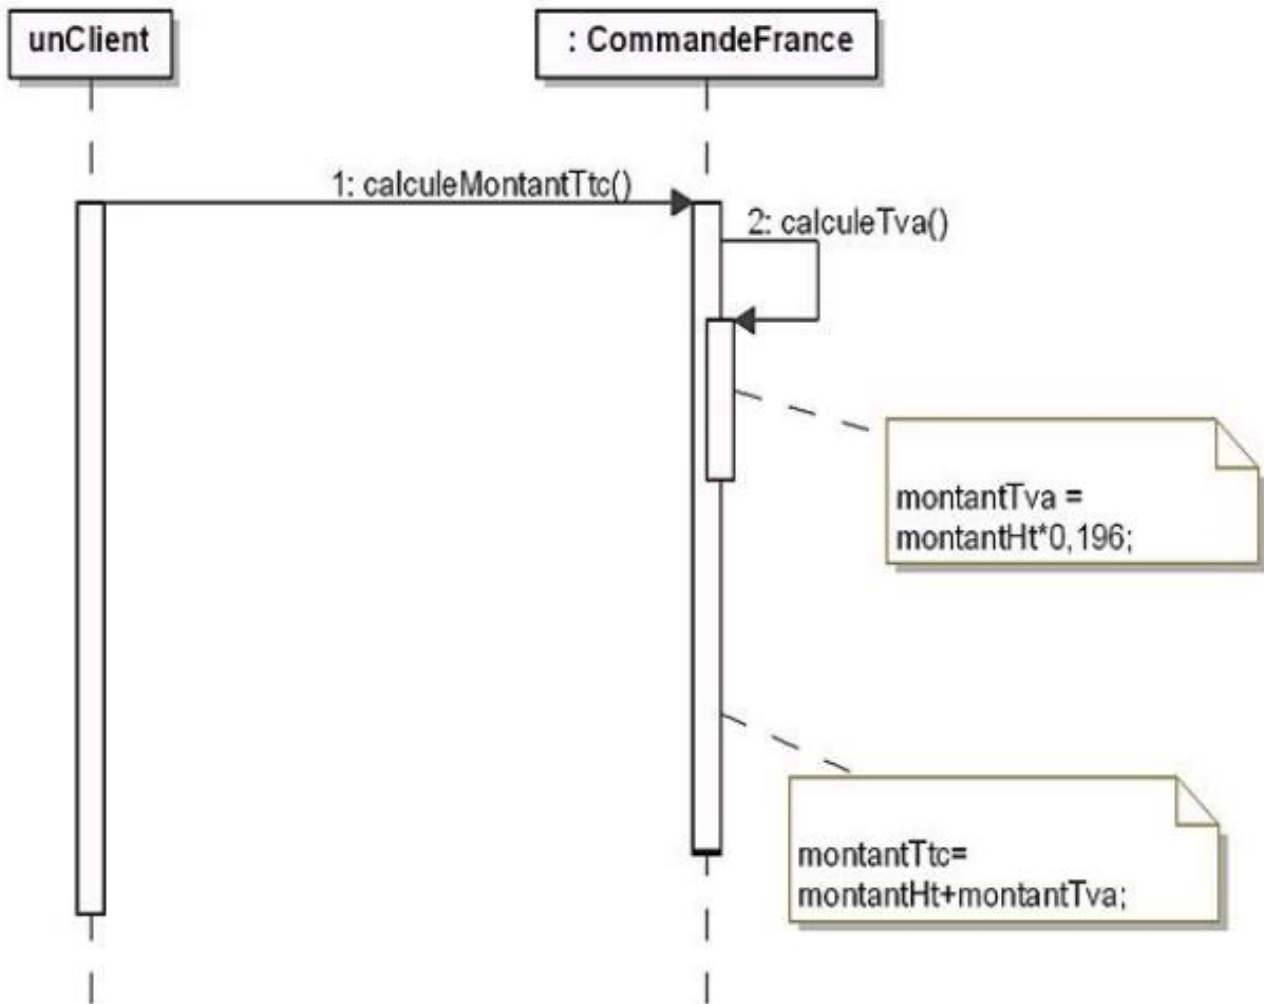 unClient
: CommandeFrance
1: calculeMontantTtc()
2: calculeTva()
montantTva =
montantHt*0,196;
montantTtc=
montantHt+montantTva;